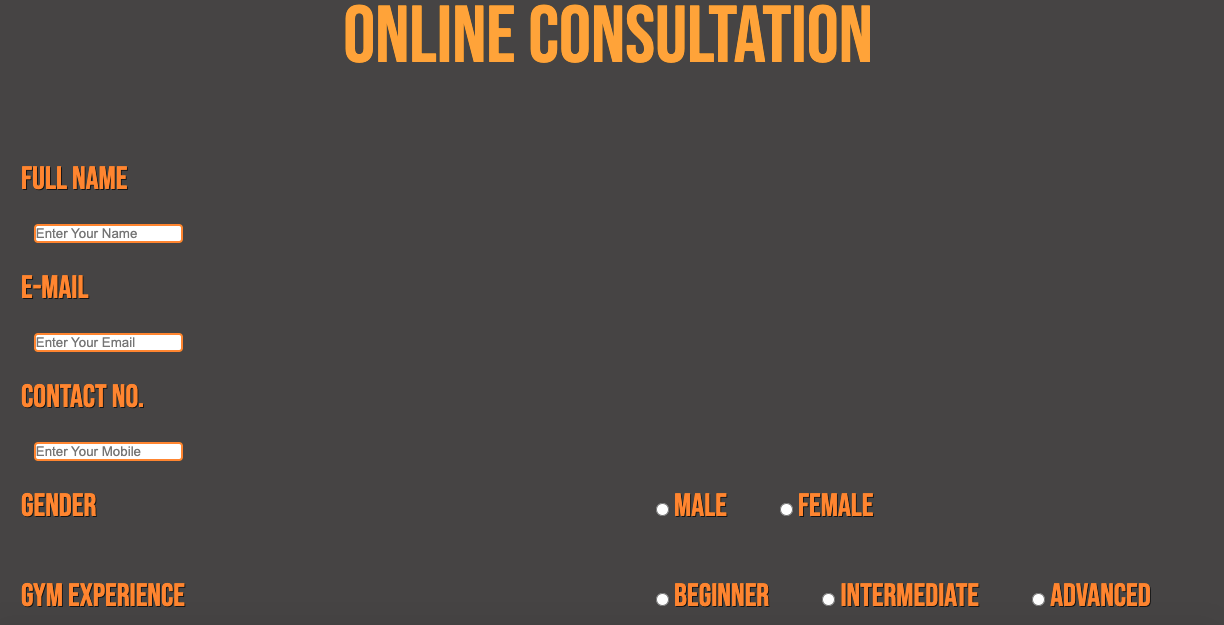 ONLINE CONSULTATION
FULL NAME
Enter Your Name
E-MAIL
Enter Your Email
CONTACT NO.
Enter Your Mobile
GENDER MALE FEMALE
GYM EXPERIENCE BEGINNER INTERMEDIATE ADVANCED